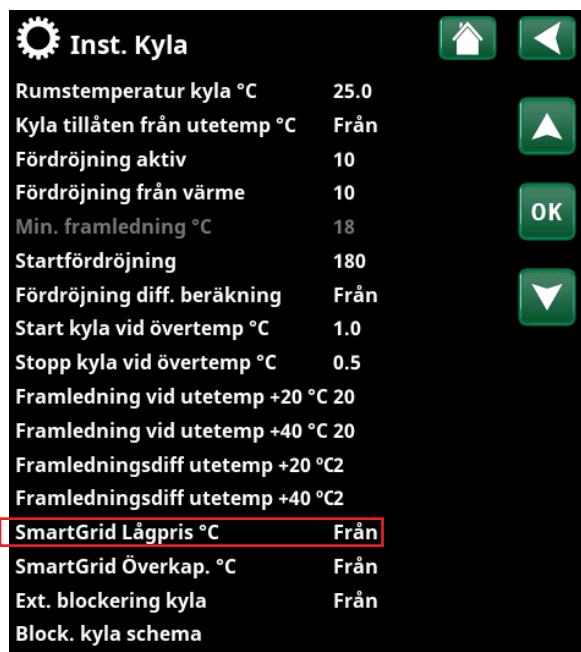 Inst. Kyla
Rumstemperatur kyla °C 25.0
Kyla tillåten från utetemp °C Från
Fördröjning aktiv 10
Fördröjning från värme 10
OK
Min. framledning °C 18
Startfördröjning 180
Fördröjning diff. beräkning Från
Start kyla vid övertemp °C 1.0
Stopp kyla vid övertemp °C 0.5
Framledning vid utetemp +20 °C 20
Framledning vid utetemp +40 °C 20
Framledningsdiff utetemp +20 °C2
Framledningsdiff utetemp +40 °C2
SmartGrid Lågpris °C Från
SmartGrid Överkap. °C Från
Ext. blockering kyla Från
Block. kyla schema